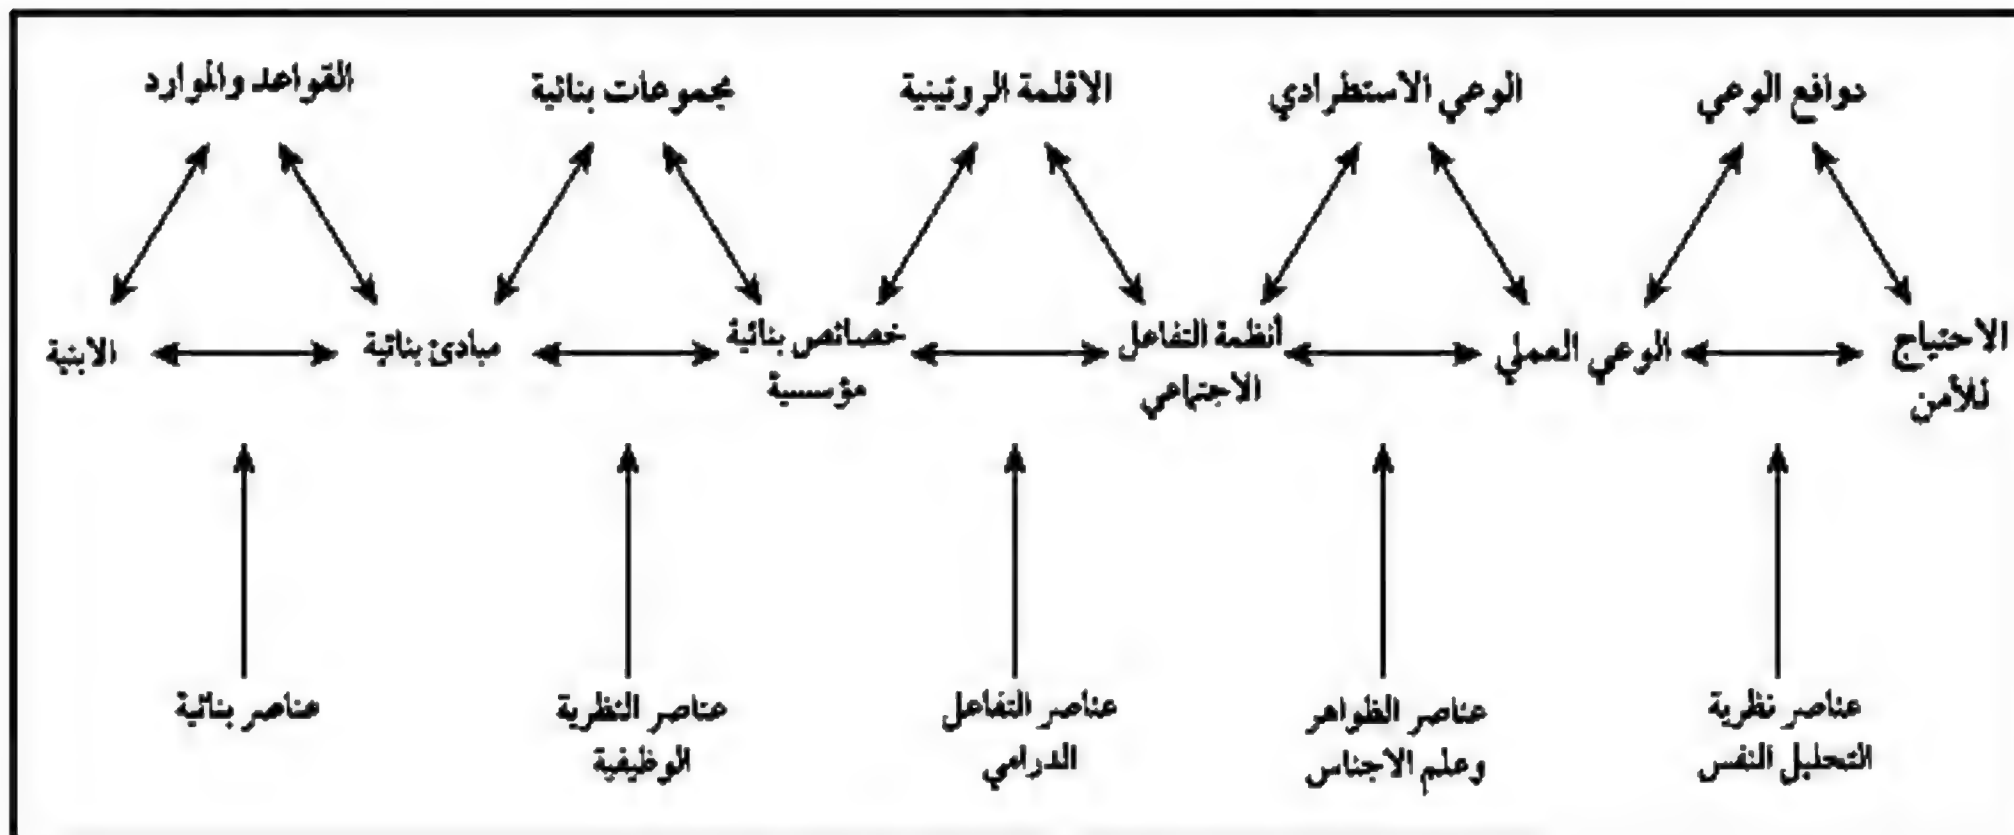 دوافع الوعي
الوعي الاستطرادي
الاقلمة الروتينية
مجموعات بنائية
القواعد والموارد
الاحتياج
للأمن
الوعي العملي
أنظمة التفاعل
الاجتماعي
خصائص بنائية
مؤسسية
مبادئ بنائية
الابنية
عناصر نظرية
التحليل النفس
عناصر الظواهر
وعلم الاجناس
عناصر التفاعل
الدرامي
عناصر النظرية
الوظيفية
عناصر بنائية